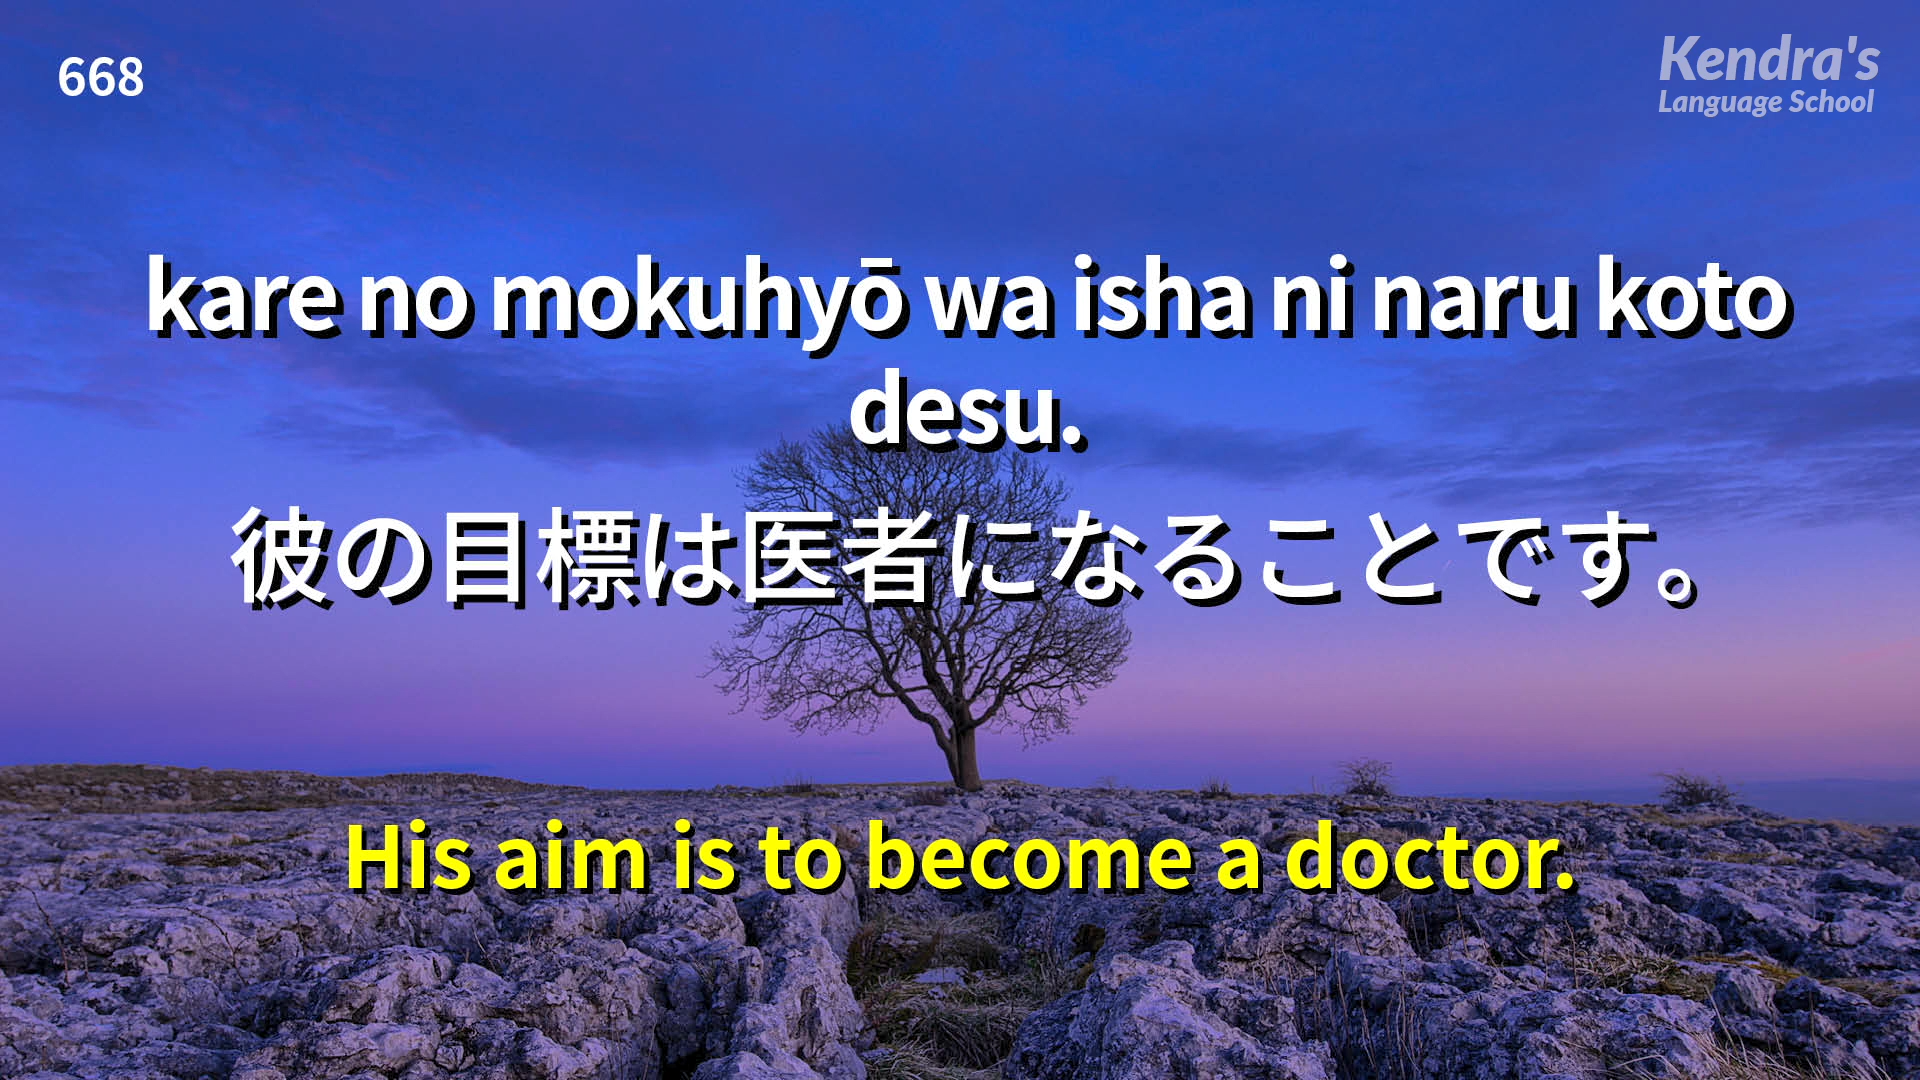 668
Kendra's
Language School
kare no mokuhyō wa isha ni naru koto
desu.
彼の目標は医者になることです。
His aim is to become a doctor.